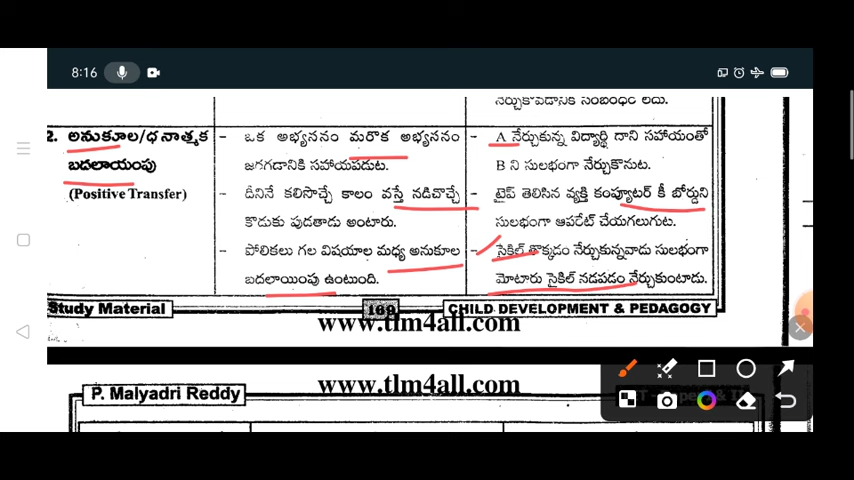 8:16
నేర్చుకోవడానికి సంబంధం లేదు.
2. అనుకూల/ధనాత్మక - ఒక అభ్యసనం మరొక అభ్యసనం - A నేర్చుకున్న విద్యార్థి దాని సహాయంతో
బదలాయింపు జరగడానికి సహాయపడుట. B ని సులభంగా నేర్చుకొనుట.
(Positive Transfer) - దీనినే కలిసొచ్చే కాలం వస్తే నడిచొచ్చే - టైప్ తెలిసిన వ్యక్తి కంప్యూటర్ కీ బోర్డుని
కొడుకు పుడతాడు అంటారు. సులభంగా ఆపరేట్ చేయగలుగుట.
- పోలికలు గల విషయాల మధ్య అనుకూల - సైకిల్ తొక్కడం నేర్చుకున్నవాడు సులభంగా
బదలాయింపు ఉంటుంది. మోటారు సైకిల్ నడపడం నేర్చుకుంటాడు.
Study Material 169 CHILD DEVELOPMENT & PEDAGOGY
www.tlm4all.com
www.tlm4all.com
P. Malyadri Reddy